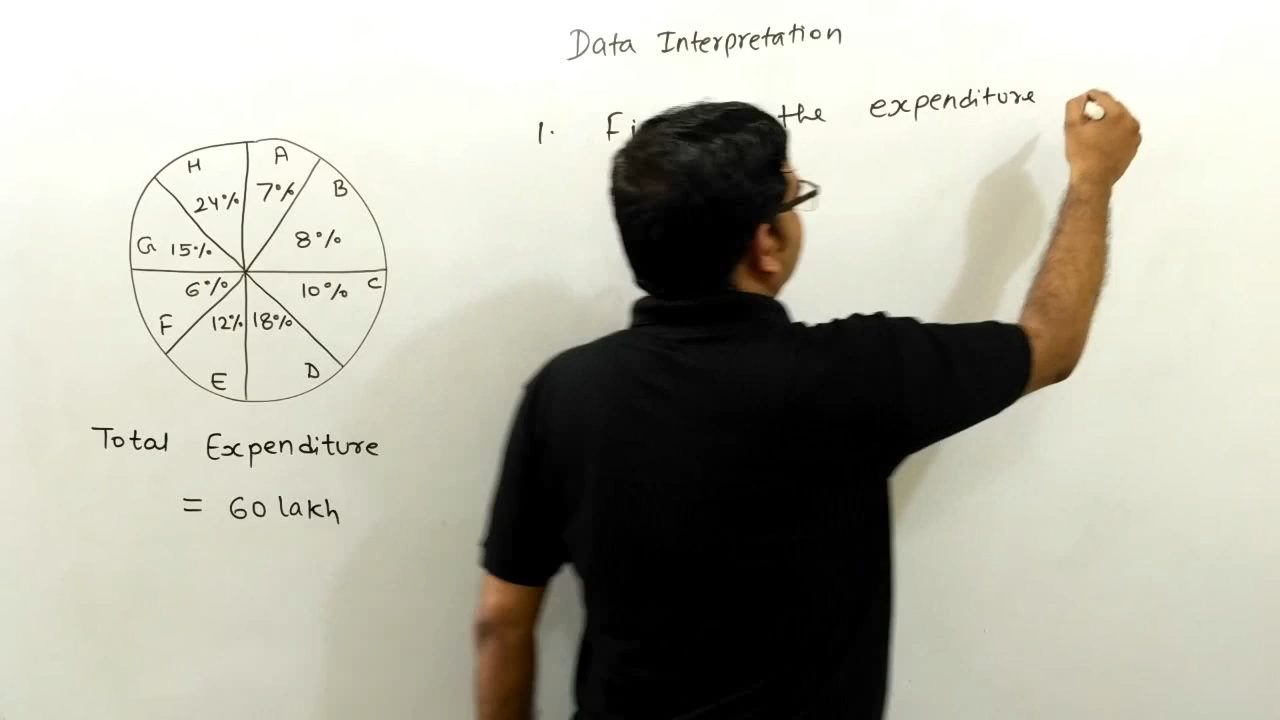 Data Interpretation
1. the expenditure
H
A
24%
7%
B
8%
G
15%
6%
10%
C
F
12%
18%
E
D
Total Expenditure
= 60 lakh